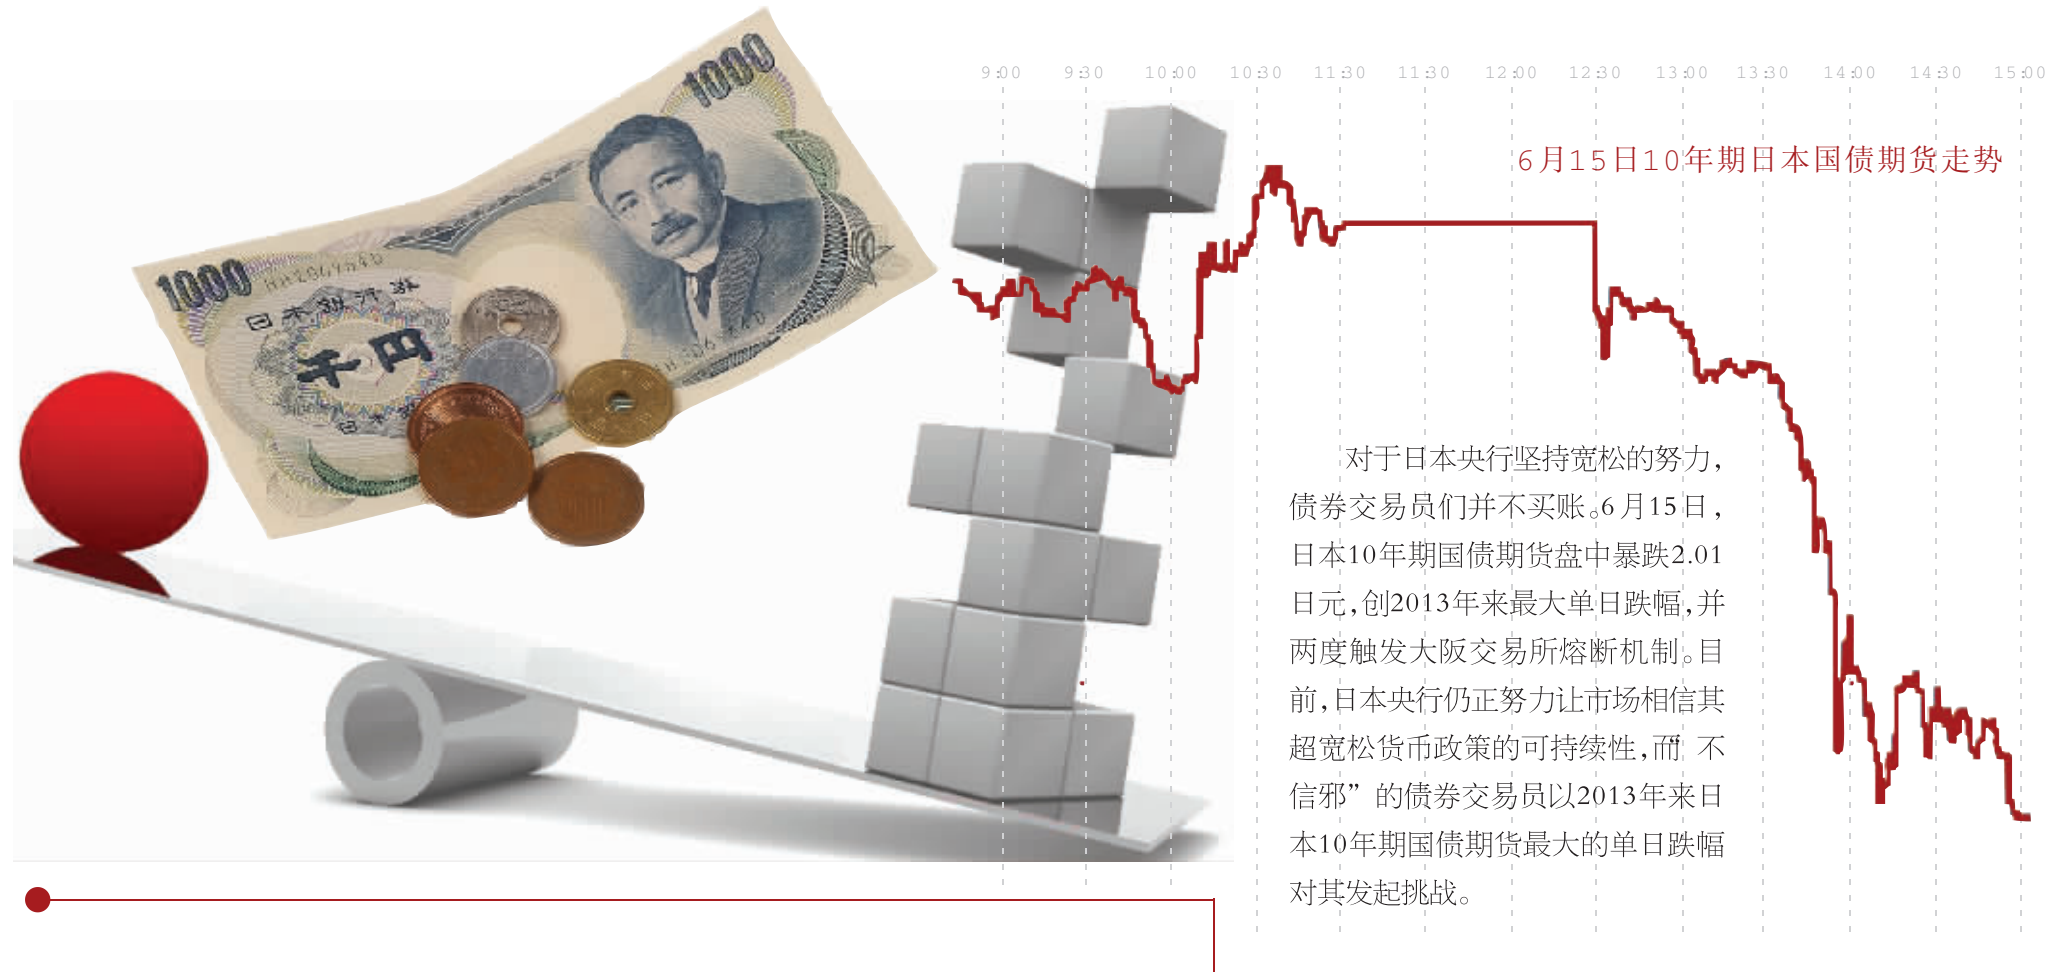 9:00 9:30 10:00 10:30 11:30 11:30 12:00 12:30 13:00 13:30 14:00 14:30 15:00
6月15日10年期日本国债期货走势
1000
1000
日本银行券
千円
对于日本央行坚持宽松的努力,
债券交易员们并不买账。6月15日,
日本10年期国债期货盘中暴跌2.01
日元,创2013年来最大单日跌幅,并
两度触发大阪交易所熔断机制。目
前,日本央行仍正努力让市场相信其
超宽松货币政策的可持续性,而“不
信邪”的债券交易员以2013年来日
本10年期国债期货最大的单日跌幅
对其发起挑战。